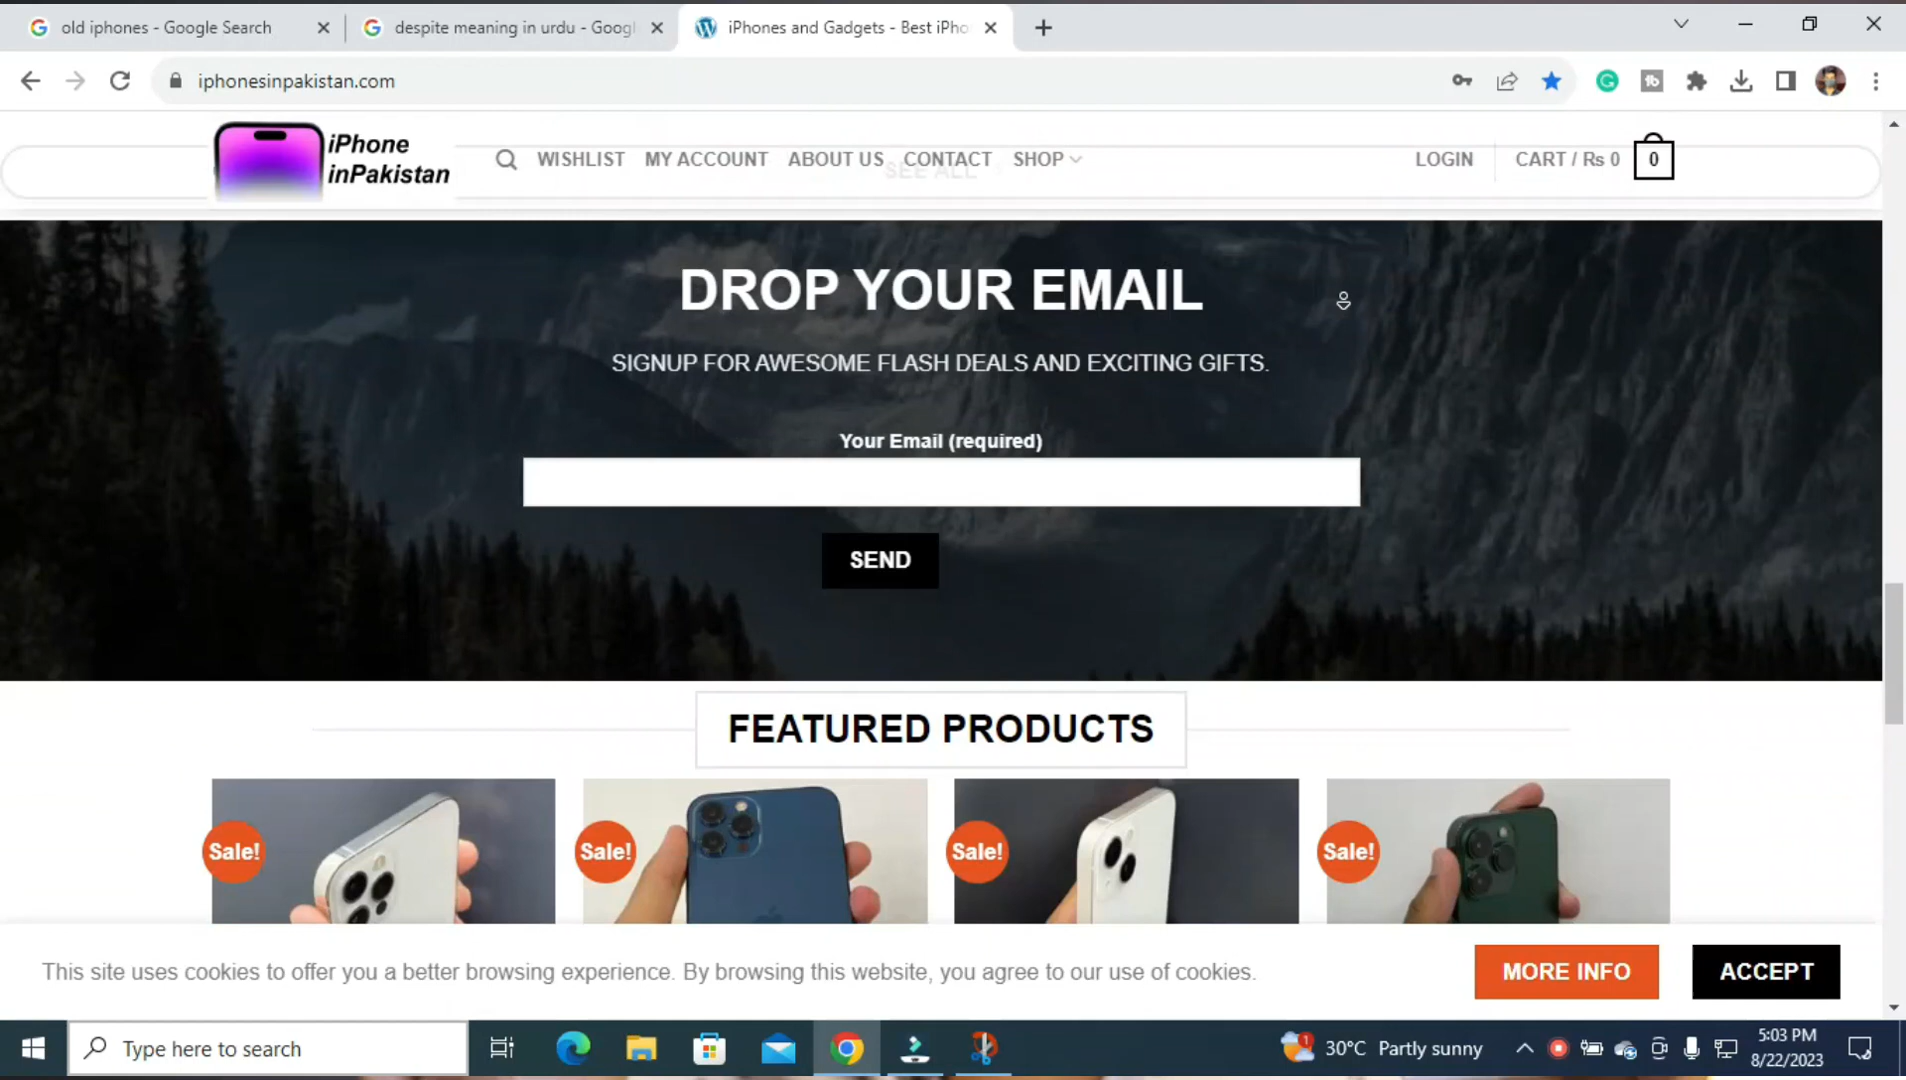 old iphones - Google Search
despite meaning in urdu - Googl
iPhones and Gadgets - Best iPho
iphonesinpakistan.com
iPhone
inPakistan
WISHLIST
MY ACCOUNT
ABOUT US
CONTACT
SHOP
LOGIN
CART / ₨ 0
0
SEE ALL
DROP YOUR EMAIL
SIGNUP FOR AWESOME FLASH DEALS AND EXCITING GIFTS.
Your Email (required)
SEND
FEATURED PRODUCTS
Sale!
Sale!
Sale!
Sale!
This site uses cookies to offer you a better browsing experience. By browsing this website, you agree to our use of cookies.
MORE INFO
ACCEPT
Type here to search
1
30°C Partly sunny
5:03 PM
8/22/2023